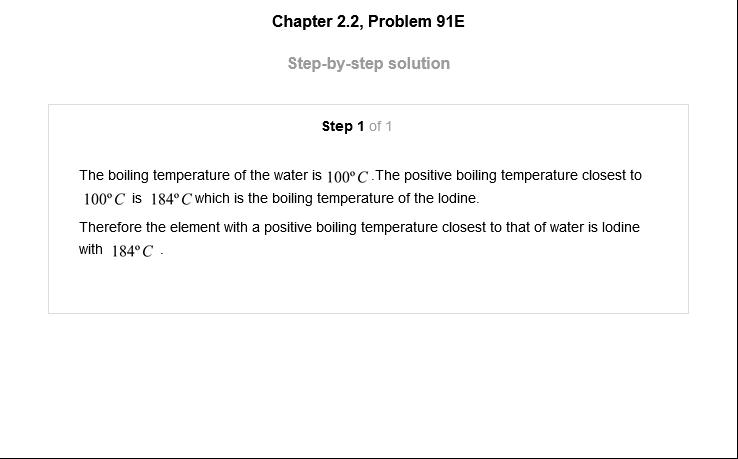 Chapter 2.2, Problem 91E
Step-by-step solution
Step 1 of 1
The boiling temperature of the water is 100°C .The positive boiling temperature closest to
100°C is 184°C which is the boiling temperature of the Iodine.
Therefore the element with a positive boiling temperature closest to that of water is Iodine
with 184°C .